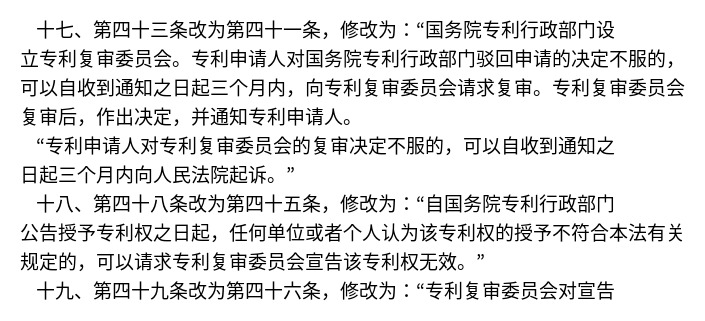 十七、第四十三条改为第四十一条，修改为：“国务院专利行政部门设
立专利复审委员会。专利申请人对国务院专利行政部门驳回申请的决定不服的，
可以自收到通知之日起三个月内，向专利复审委员会请求复审。专利复审委员会
复审后，作出决定，并通知专利申请人。
“专利申请人对专利复审委员会的复审决定不服的，可以自收到通知之
日起三个月内向人民法院起诉。”
十八、第四十八条改为第四十五条，修改为：“自国务院专利行政部门
公告授予专利权之日起，任何单位或者个人认为该专利权的授予不符合本法有关
规定的，可以请求专利复审委员会宣告该专利权无效。”
十九、第四十九条改为第四十六条，修改为：“专利复审委员会对宣告